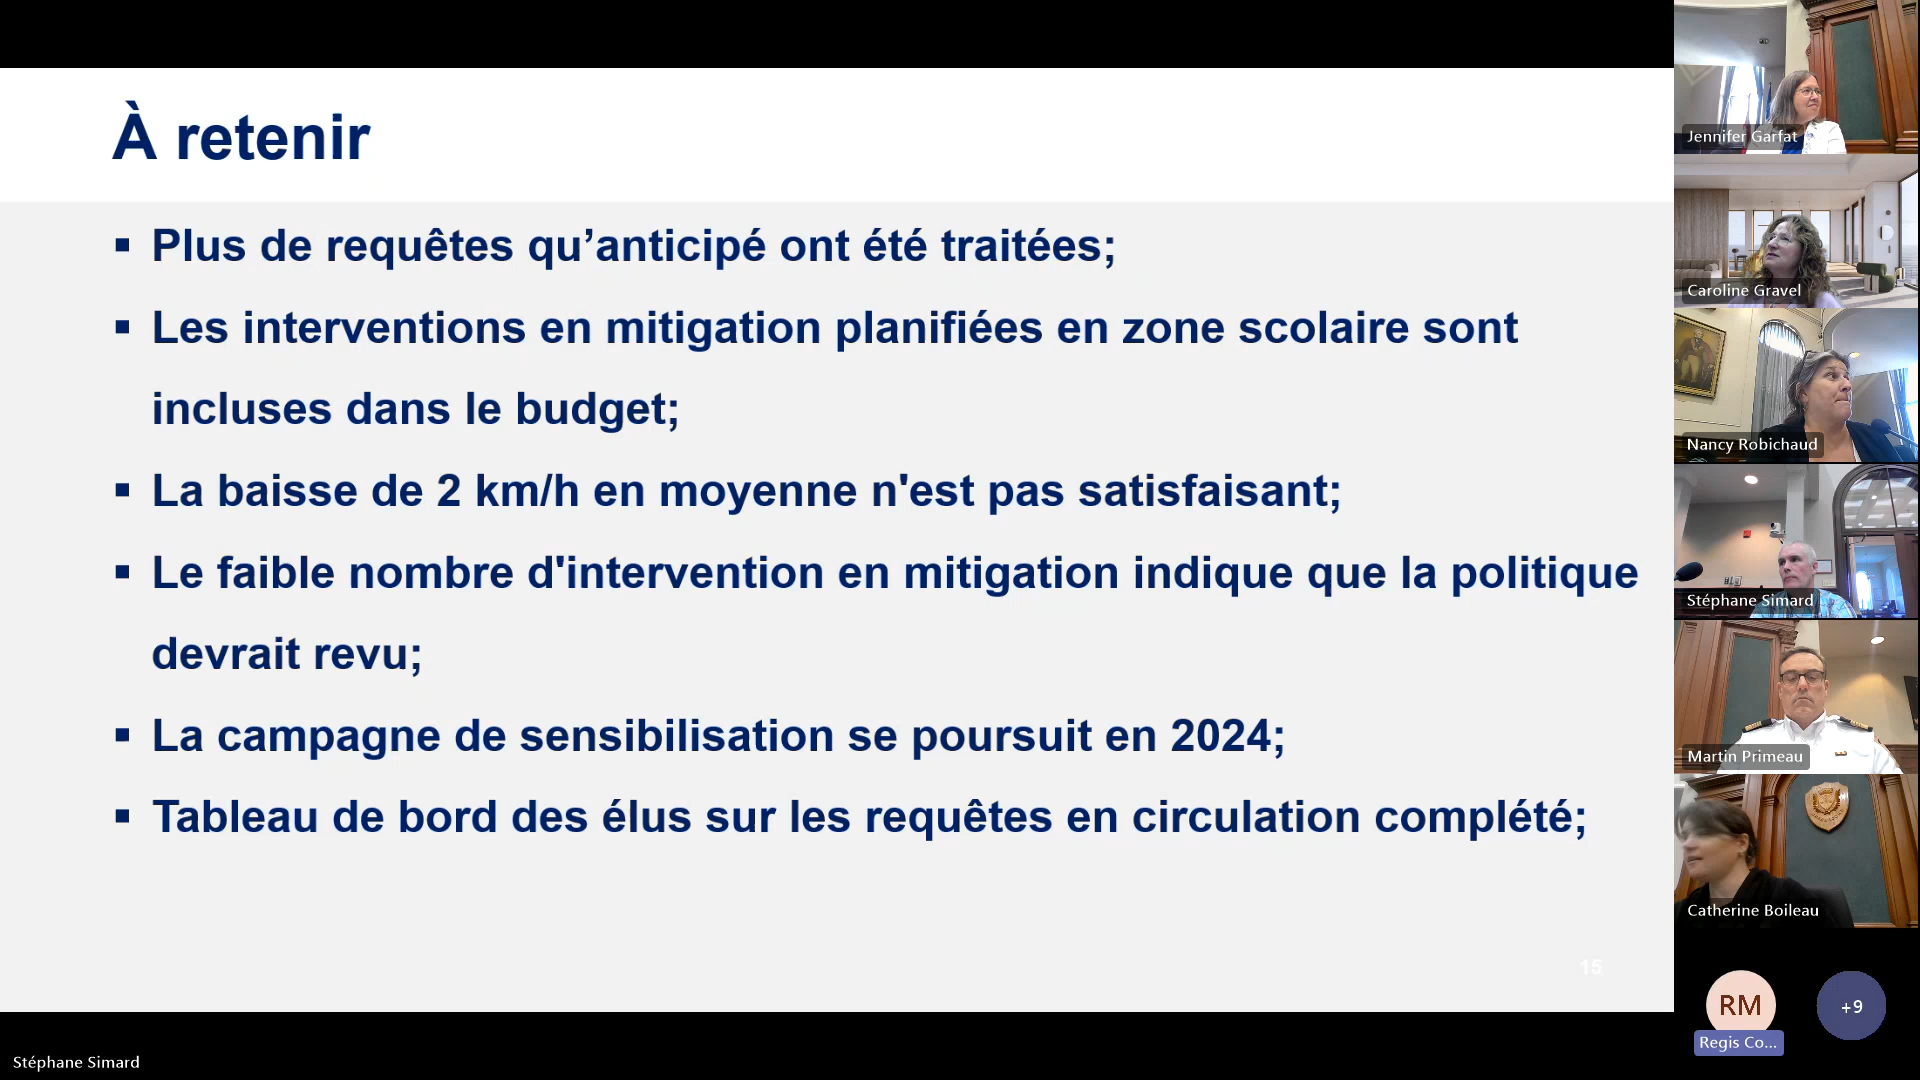 À retenir
▪ Plus de requêtes qu’anticipé ont été traitées;
▪ Les interventions en mitigation planifiées en zone scolaire sont
incluses dans le budget;
▪ La baisse de 2 km/h en moyenne n'est pas satisfaisant;
▪ Le faible nombre d'intervention en mitigation indique que la politique
devrait revu;
▪ La campagne de sensibilisation se poursuit en 2024;
▪ Tableau de bord des élus sur les requêtes en circulation complété;
15
Stéphane Simard
Jennifer Garfat
Caroline Gravel
Nancy Robichaud
Stéphane Simard
Martin Primeau
Catherine Boileau
RM
Regis Co...
+9